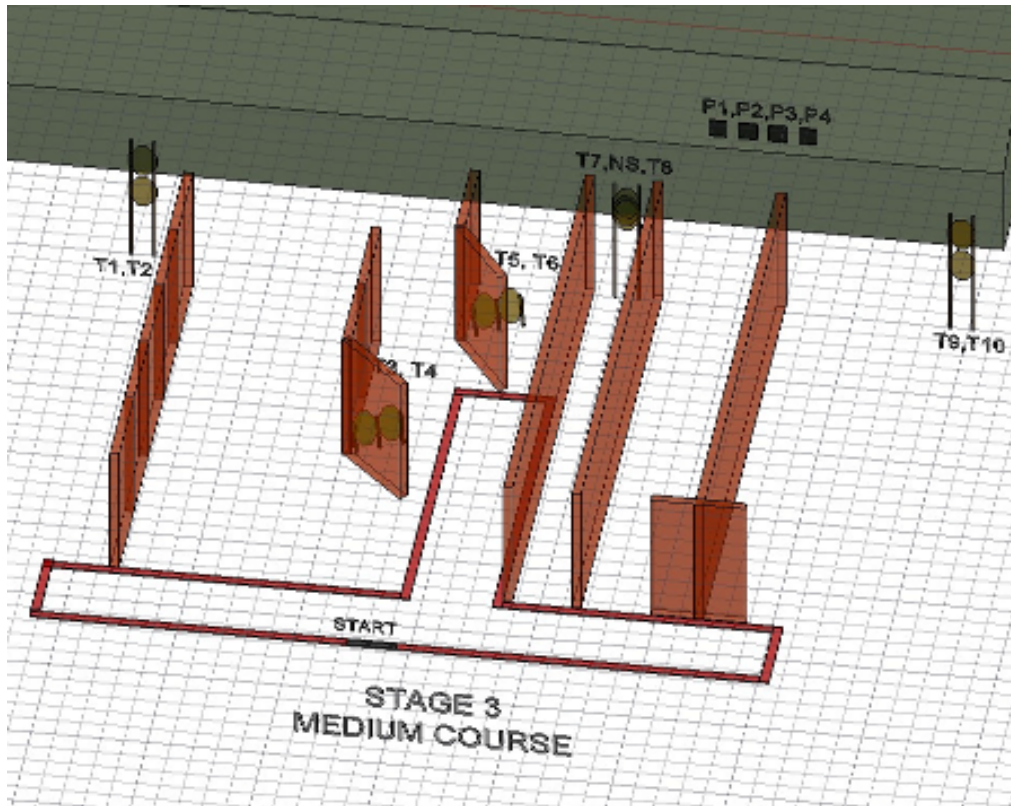 P1,P2,P3,P4
T7,NS,T8
T1,T2
T5, T6
T9,T10
T3, T4
START
STAGE 3
MEDIUM COURSE